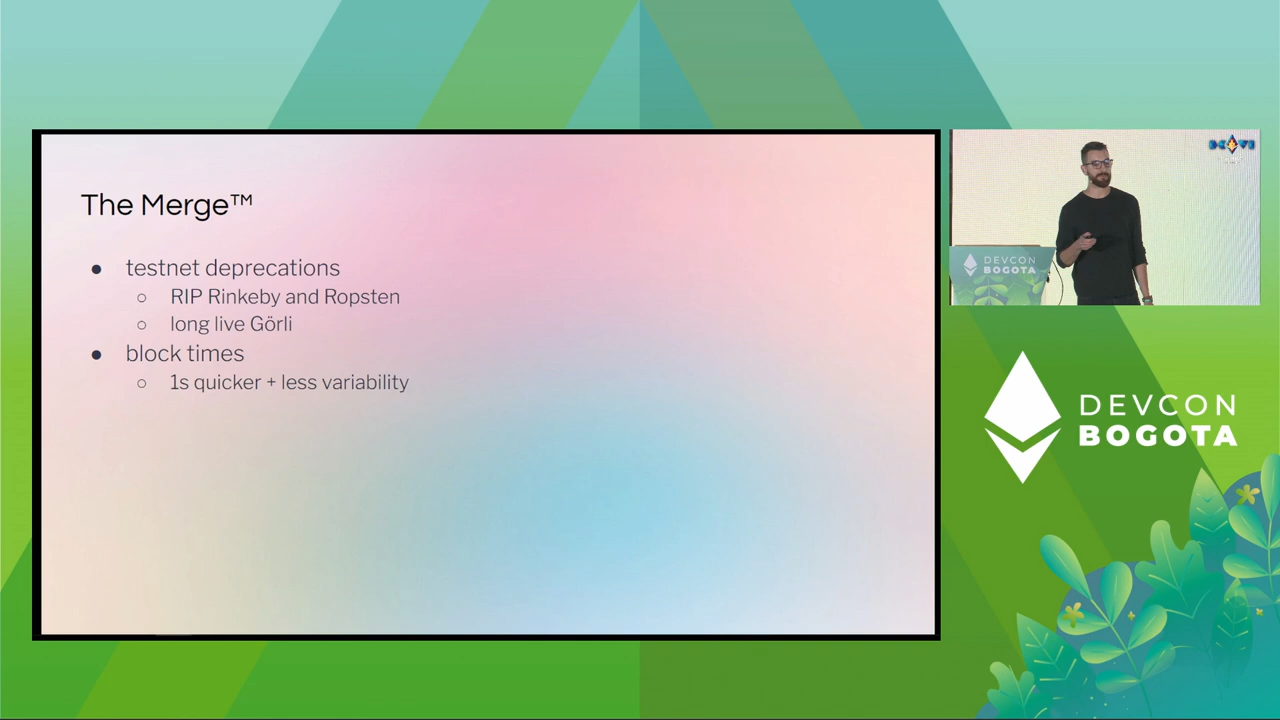 The Merge™
● testnet deprecations
○ RIP Rinkeby and Ropsten
○ long live Görli
● block times
○ 1s quicker + less variability
DEVCON
BOGOTA
DEVCON
BOGOTA